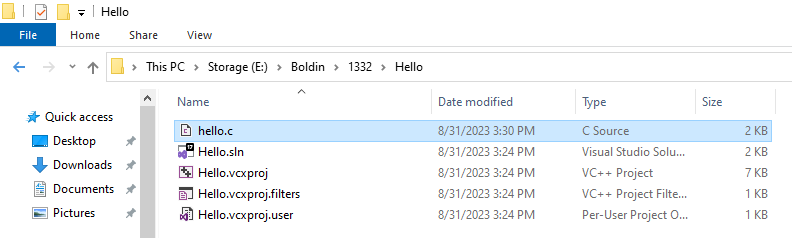 Hello
File Home Share View
This PC > Storage (E:) > Boldin > 1332 > Hello
Quick access
Desktop
Downloads
Documents
Pictures
Name Date modified Type Size
hello.c 8/31/2023 3:30 PM C Source 2 KB
Hello.sln 8/31/2023 3:24 PM Visual Studio Solu... 2 KB
Hello.vcxproj 8/31/2023 3:24 PM VC++ Project 7 KB
Hello.vcxproj.filters 8/31/2023 3:24 PM VC++ Project Filte... 1 KB
Hello.vcxproj.user 8/31/2023 3:24 PM Per-User Project O... 1 KB